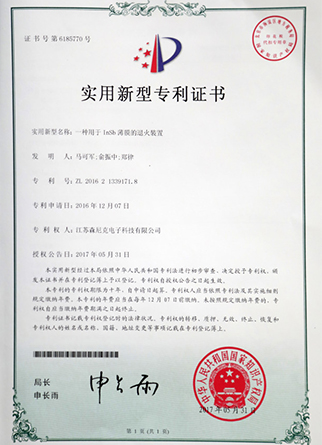 证书号第6185770号
实用新型专利证书
实用新型名称：一种用于InSb薄膜的退火装置
发明人：马可军;俞振中;郑律
专利号：ZL 2016 2 1339171.8
专利申请日：2016年12月07日
专利权人：江苏森尼克电子科技有限公司
授权公告日：2017年05月31日
本实用新型经过本局依照中华人民共和国专利法进行初步审查，决定授予专利权，颁
发本证书并在专利登记簿上予以登记。专利权自授权公告之日起生效。
本专利的专利权期限为十年，自申请日起算。专利权人应当依照专利法及其实施细则
规定缴纳年费。本专利的年费应当在每年12月07日前缴纳。未按照规定缴纳年费的，专
利权自应当缴纳年费期满之日起终止。
专利证书记载专利权登记时的法律状况。专利权的转移、质押、无效、终止、恢复和
专利权人的姓名或名称、国籍、地址变更等事项记载在专利登记簿上。
局长
申长雨
申长雨
中华人民共和国国家知识产权局
2017年05月31日
第1页(共1页)